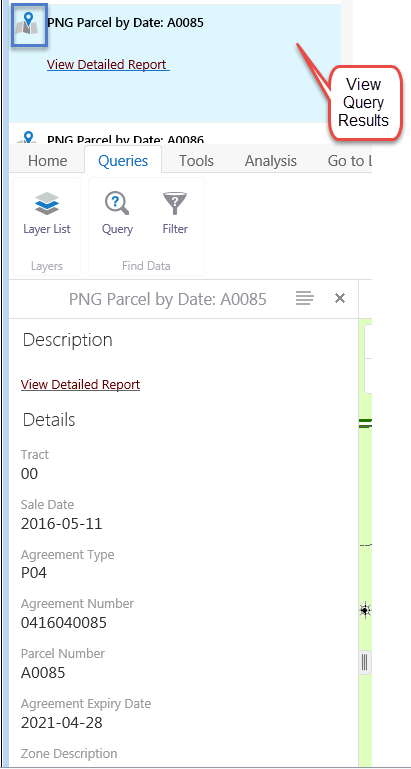 PNG Parcel by Date: A0085
View Detailed Report
View
Query
Results
PNG Parcel by Date: A0086
Home Queries Tools Analysis Go to L
Layer List Query Filter
Layers Find Data
PNG Parcel by Date: A0085
Description
View Detailed Report
Details
Tract
00
Sale Date
2016-05-11
Agreement Type
P04
Agreement Number
0416040085
Parcel Number
A0085
Agreement Expiry Date
2021-04-28
Zone Description